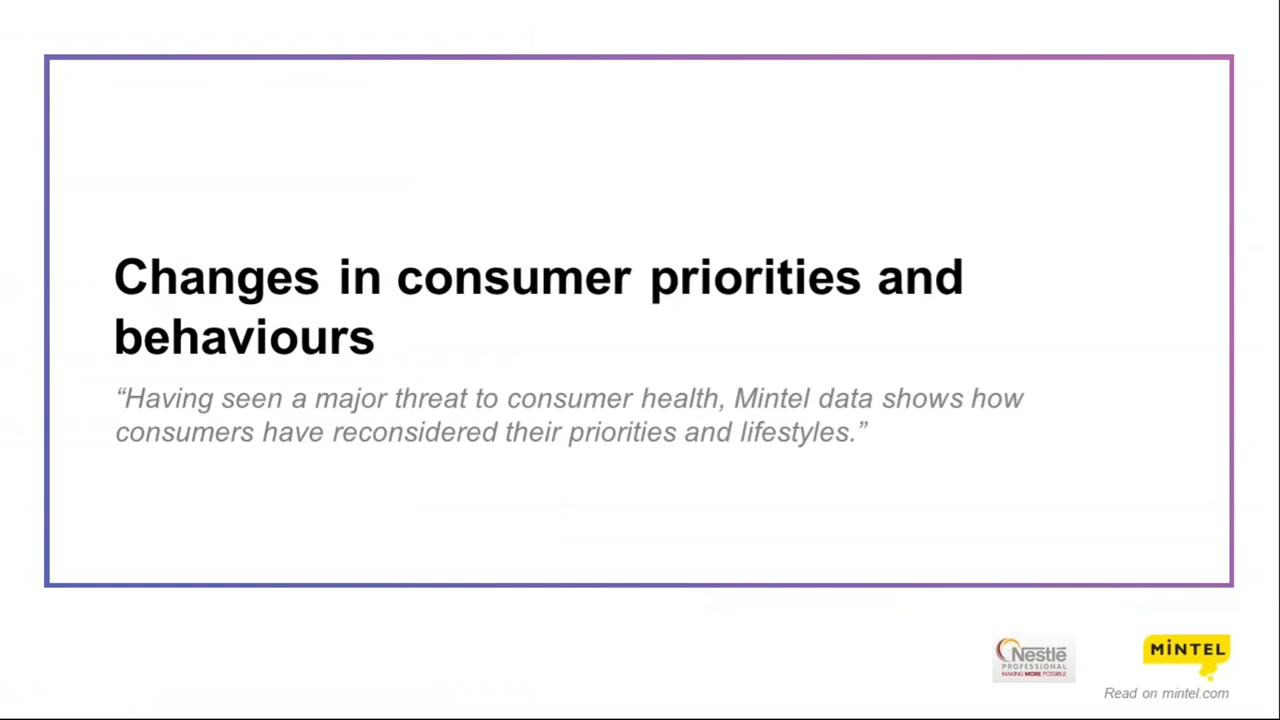 Changes in consumer priorities and
behaviours
“Having seen a major threat to consumer health, Mintel data shows how
consumers have reconsidered their priorities and lifestyles.”
Nestlé
PROFESSIONAL
MAKING MORE POSSIBLE
MiNTEL
Read on mintel.com